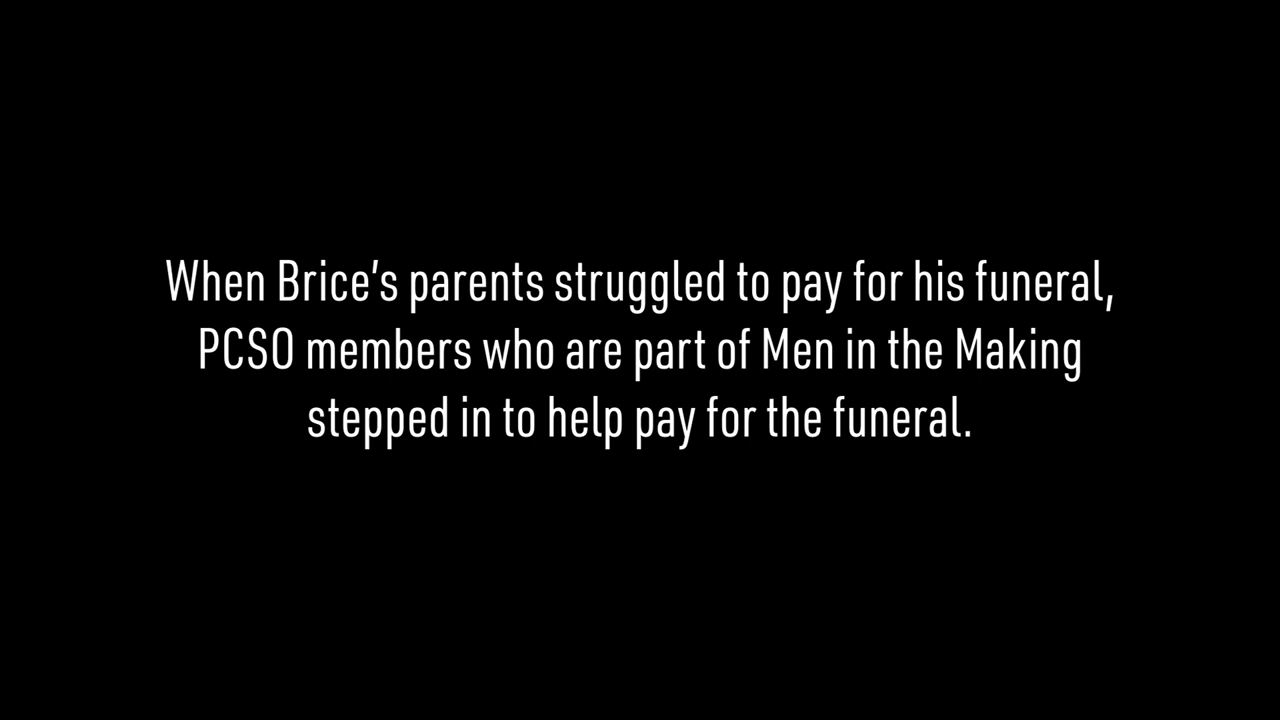 When Brice’s parents struggled to pay for his funeral,
PCSO members who are part of Men in the Making
stepped in to help pay for the funeral.